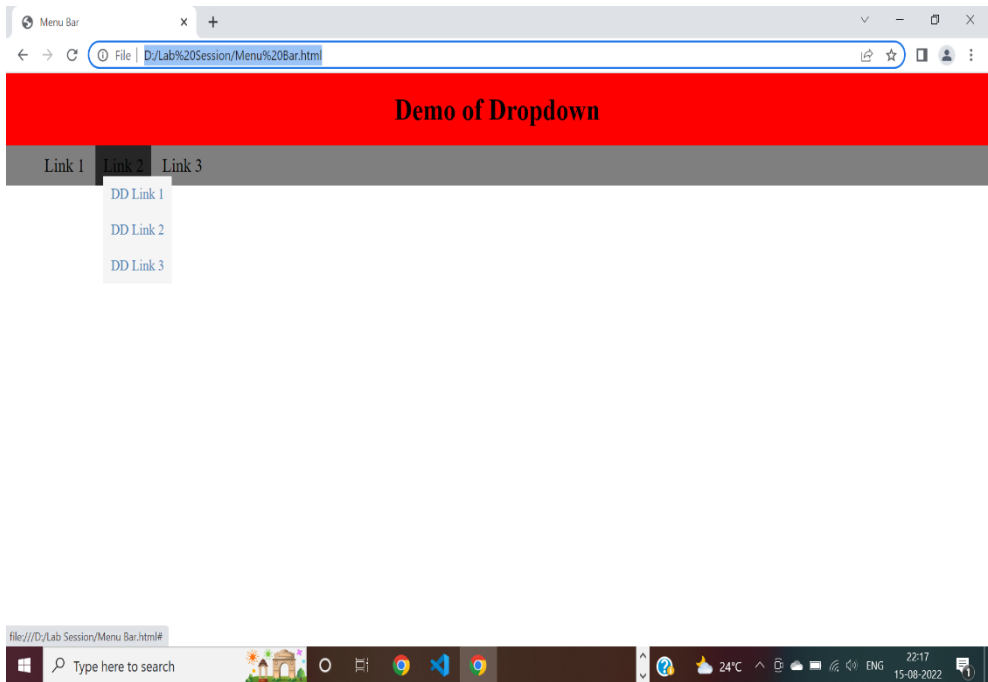 Menu Bar
File | D:/Lab%20Session/Menu%20Bar.html
Demo of Dropdown
Link 1 Link 2 Link 3
DD Link 1
DD Link 2
DD Link 3
file:///D:/Lab Session/Menu Bar.html#
Type here to search
24°C ENG
22:17
15-08-2022
1